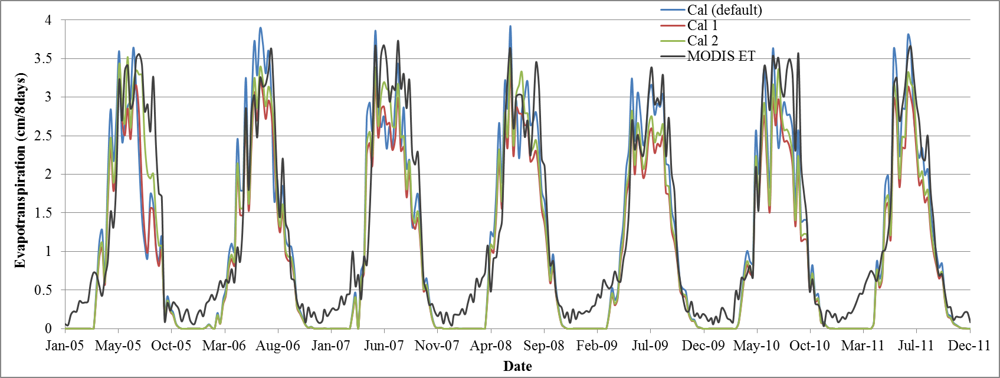 Cal (default)
Cal 1
Cal 2
MODIS ET
Evapotranspiration (cm/8days)
4
3.5
3
2.5
2
1.5
1
0.5
0
Jan-05 May-05 Oct-05 Mar-06 Aug-06 Jan-07 Jun-07 Nov-07 Apr-08 Sep-08 Feb-09 Jul-09 Dec-09 May-10 Oct-10 Mar-11 Jul-11 Dec-11
Date